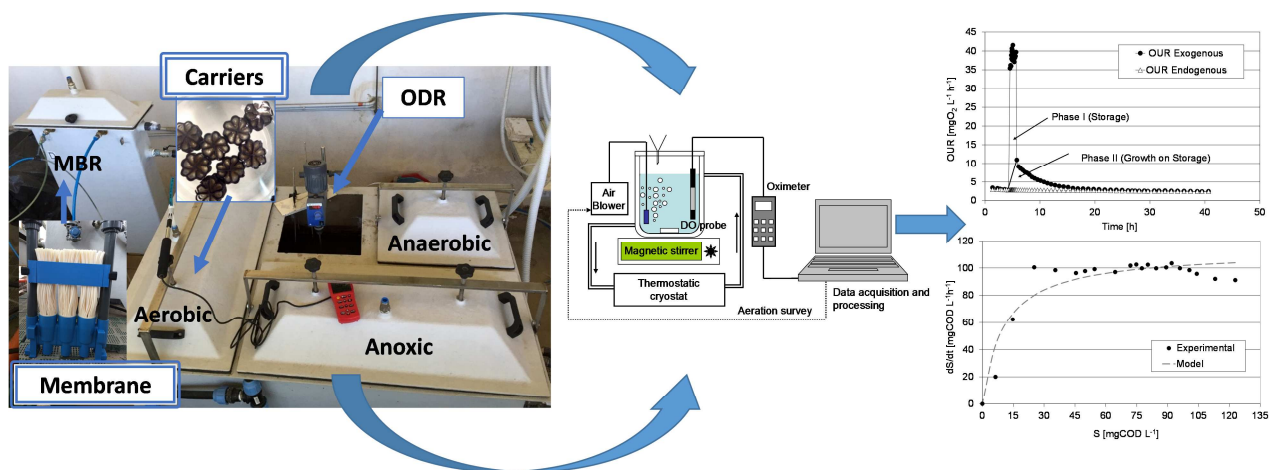 Carriers
ODR
MBR
Anaerobic
Aerobic
Anoxic
Membrane
Air
Blower
DO probe
Oximeter
Magnetic stirrer
Thermostatic
cryostat
Aeration survey
Data acquisition and
processing
OUR [mgO₂ L⁻¹ h⁻¹]
45
40
35
30
25
20
15
10
5
0
OUR Exogenous
OUR Endogenous
Phase I (Storage)
Phase II (Growth on Storage)
0 10 20 30 40 50
Time [h]
dS/dt [mgCOD L⁻¹h⁻¹]
120
100
80
60
40
20
0
Experimental
Model
0 15 30 45 60 75 90 105 120 135
S [mgCOD L⁻¹]